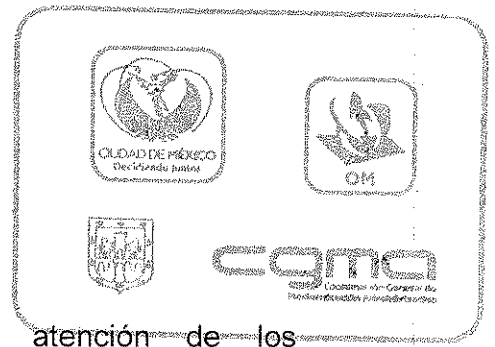 CIUDAD DE MÉXICO
Decidiendo juntos
OM
cgma
atención de los